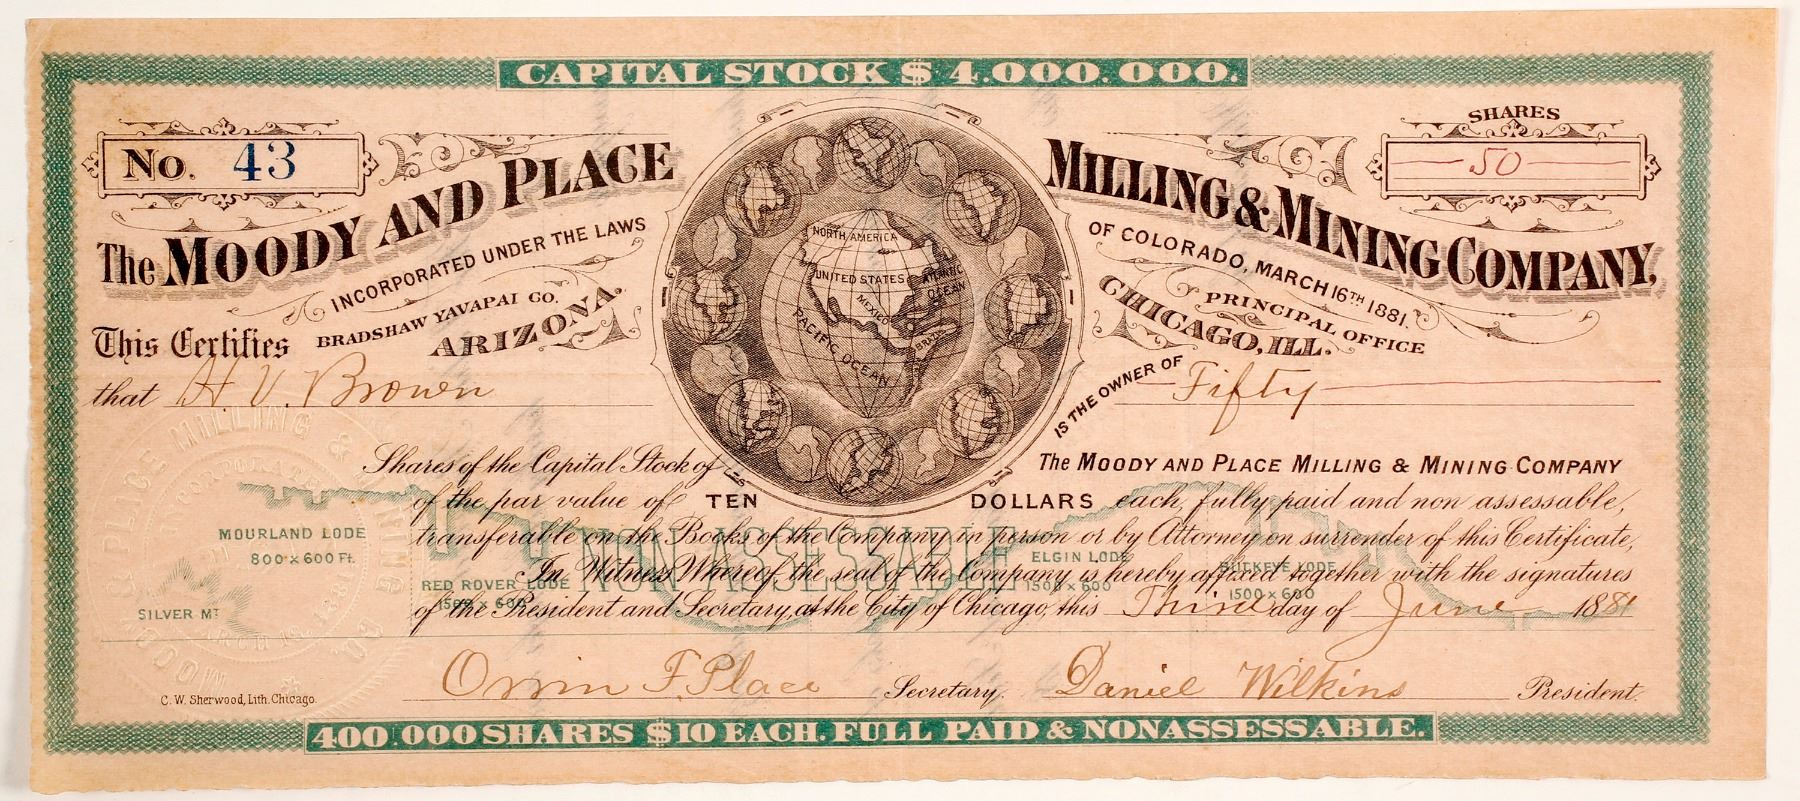 CAPITAL STOCK $ 4.000.000.
No. 43
SHARES
50
The MOODY AND PLACE MILLING & MINING COMPANY,
INCORPORATED UNDER THE LAWS OF COLORADO, MARCH 16TH 1881.
BRADSHAW YAVAPAI CO. ARIZONA.
PRINCIPAL OFFICE
CHICAGO, ILL.
NORTH AMERICA
UNITED STATES
ATLANTIC OCEAN
MEXICO
PACIFIC OCEAN
This Certifies
that H. V. Brown IS THE OWNER OF Fifty
Shares of the Capital Stock of The MOODY AND PLACE MILLING & MINING COMPANY
of the par value of TEN DOLLARS each, fully paid and non assessable,
transferable on the Books of the Company in person or by Attorney on surrender of this Certificate,
In Witness Whereof, the seal of the Company is hereby affixed together with the signatures
of the President and Secretary, at the City of Chicago, this Third day of June 1881
NON ASSESSABLE
MOURLAND LODE
800 x 600 Ft.
RED ROVER LODE
1500 x 600
ELGIN LODE
1500 x 600
BUCKEYE LODE
1500 x 600
SILVER MT
Orrin F. Place Secretary. Daniel Wilkins President.
C. W. Sherwood, Lith. Chicago.
400.000 SHARES $10 EACH. FULL PAID & NONASSESSABLE.